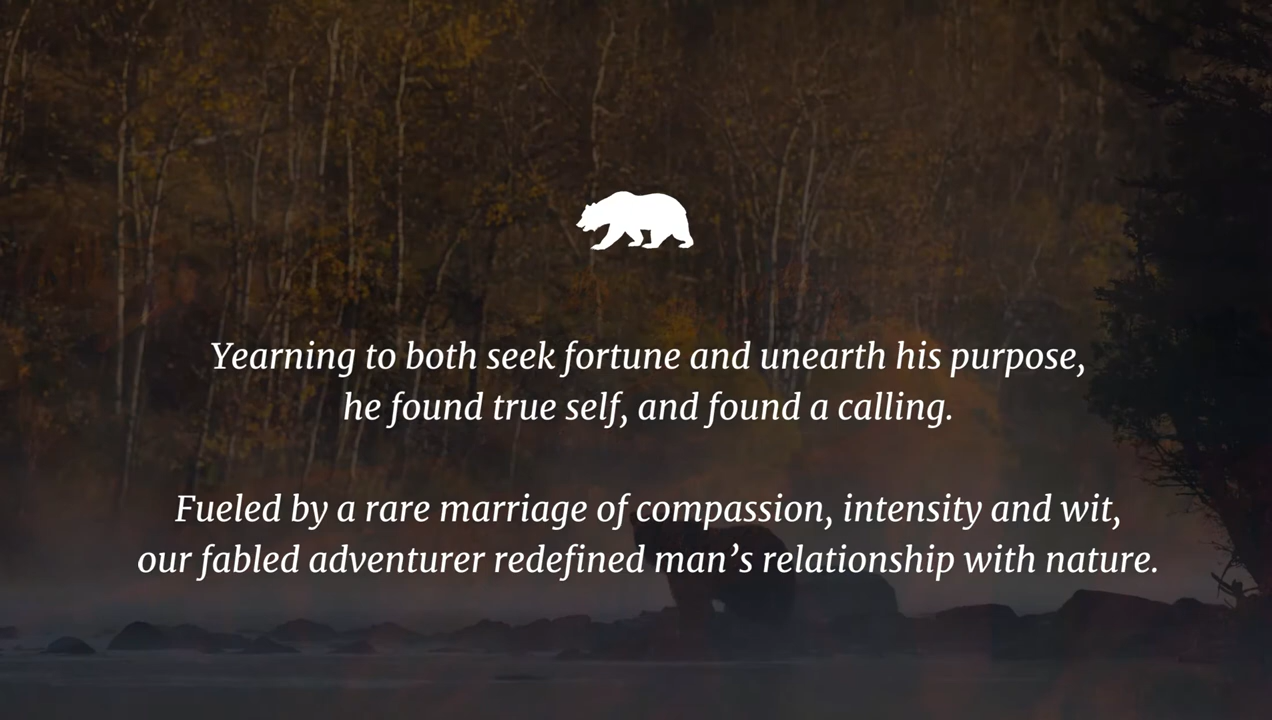 Yearning to both seek fortune and unearth his purpose,
he found true self, and found a calling.
Fueled by a rare marriage of compassion, intensity and wit,
our fabled adventurer redefined man’s relationship with nature.